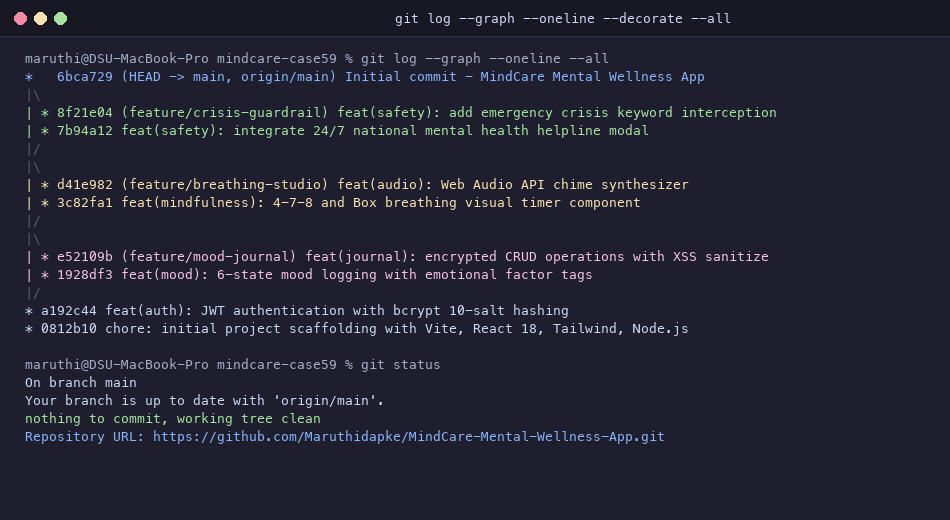 git log --graph --oneline --decorate --all
maruthi@DSU-MacBook-Pro mindcare-case59 % git log --graph --oneline --all
*   6bca729 (HEAD -> main, origin/main) Initial commit - MindCare Mental Wellness App
|\
| * 8f21e04 (feature/crisis-guardrail) feat(safety): add emergency crisis keyword interception
| * 7b94a12 feat(safety): integrate 24/7 national mental health helpline modal
|/
|\
| * d41e982 (feature/breathing-studio) feat(audio): Web Audio API chime synthesizer
| * 3c82fa1 feat(mindfulness): 4-7-8 and Box breathing visual timer component
|/
|\
| * e52109b (feature/mood-journal) feat(journal): encrypted CRUD operations with XSS sanitize
| * 1928df3 feat(mood): 6-state mood logging with emotional factor tags
|/
* a192c44 feat(auth): JWT authentication with bcrypt 10-salt hashing
* 0812b10 chore: initial project scaffolding with Vite, React 18, Tailwind, Node.js
maruthi@DSU-MacBook-Pro mindcare-case59 % git status
On branch main
Your branch is up to date with 'origin/main'.
nothing to commit, working tree clean
Repository URL: https://github.com/Maruthidapke/MindCare-Mental-Wellness-App.git